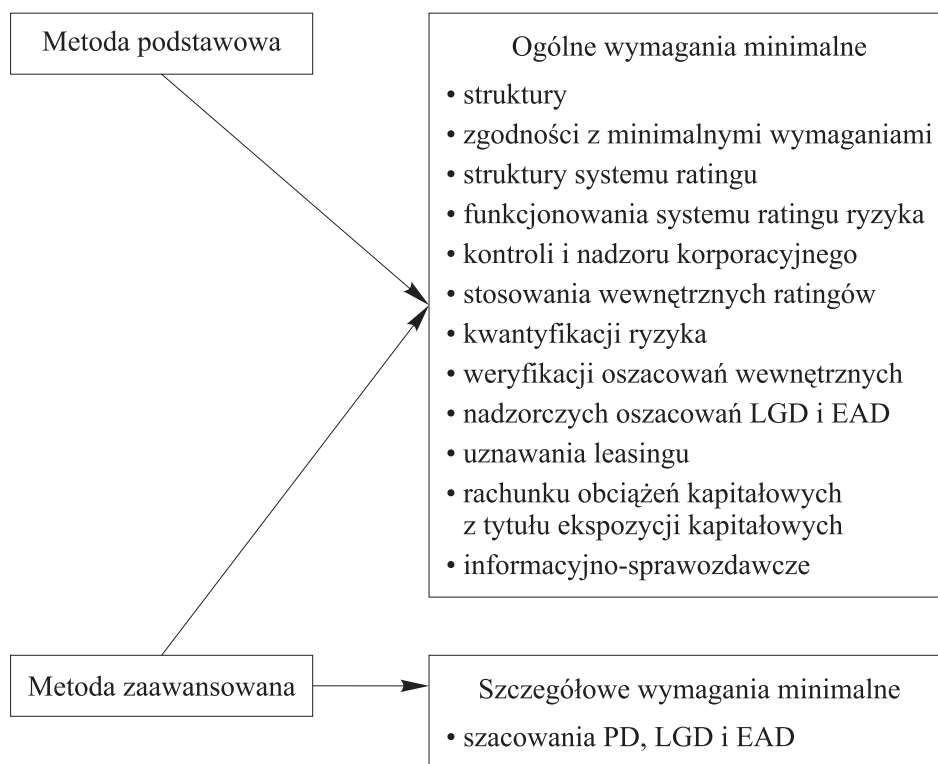 Metoda podstawowa
Ogólne wymagania minimalne
• struktury
• zgodności z minimalnymi wymaganiami
• struktury systemu ratingu
• funkcjonowania systemu ratingu ryzyka
• kontroli i nadzoru korporacyjnego
• stosowania wewnętrznych ratingów
• kwantyfikacji ryzyka
• weryfikacji oszacowań wewnętrznych
• nadzorczych oszacowań LGD i EAD
• uznawania leasingu
• rachunku obciążeń kapitałowych
z tytułu ekspozycji kapitałowych
• informacyjno-sprawozdawcze
Metoda zaawansowana
Szczegółowe wymagania minimalne
• szacowania PD, LGD i EAD